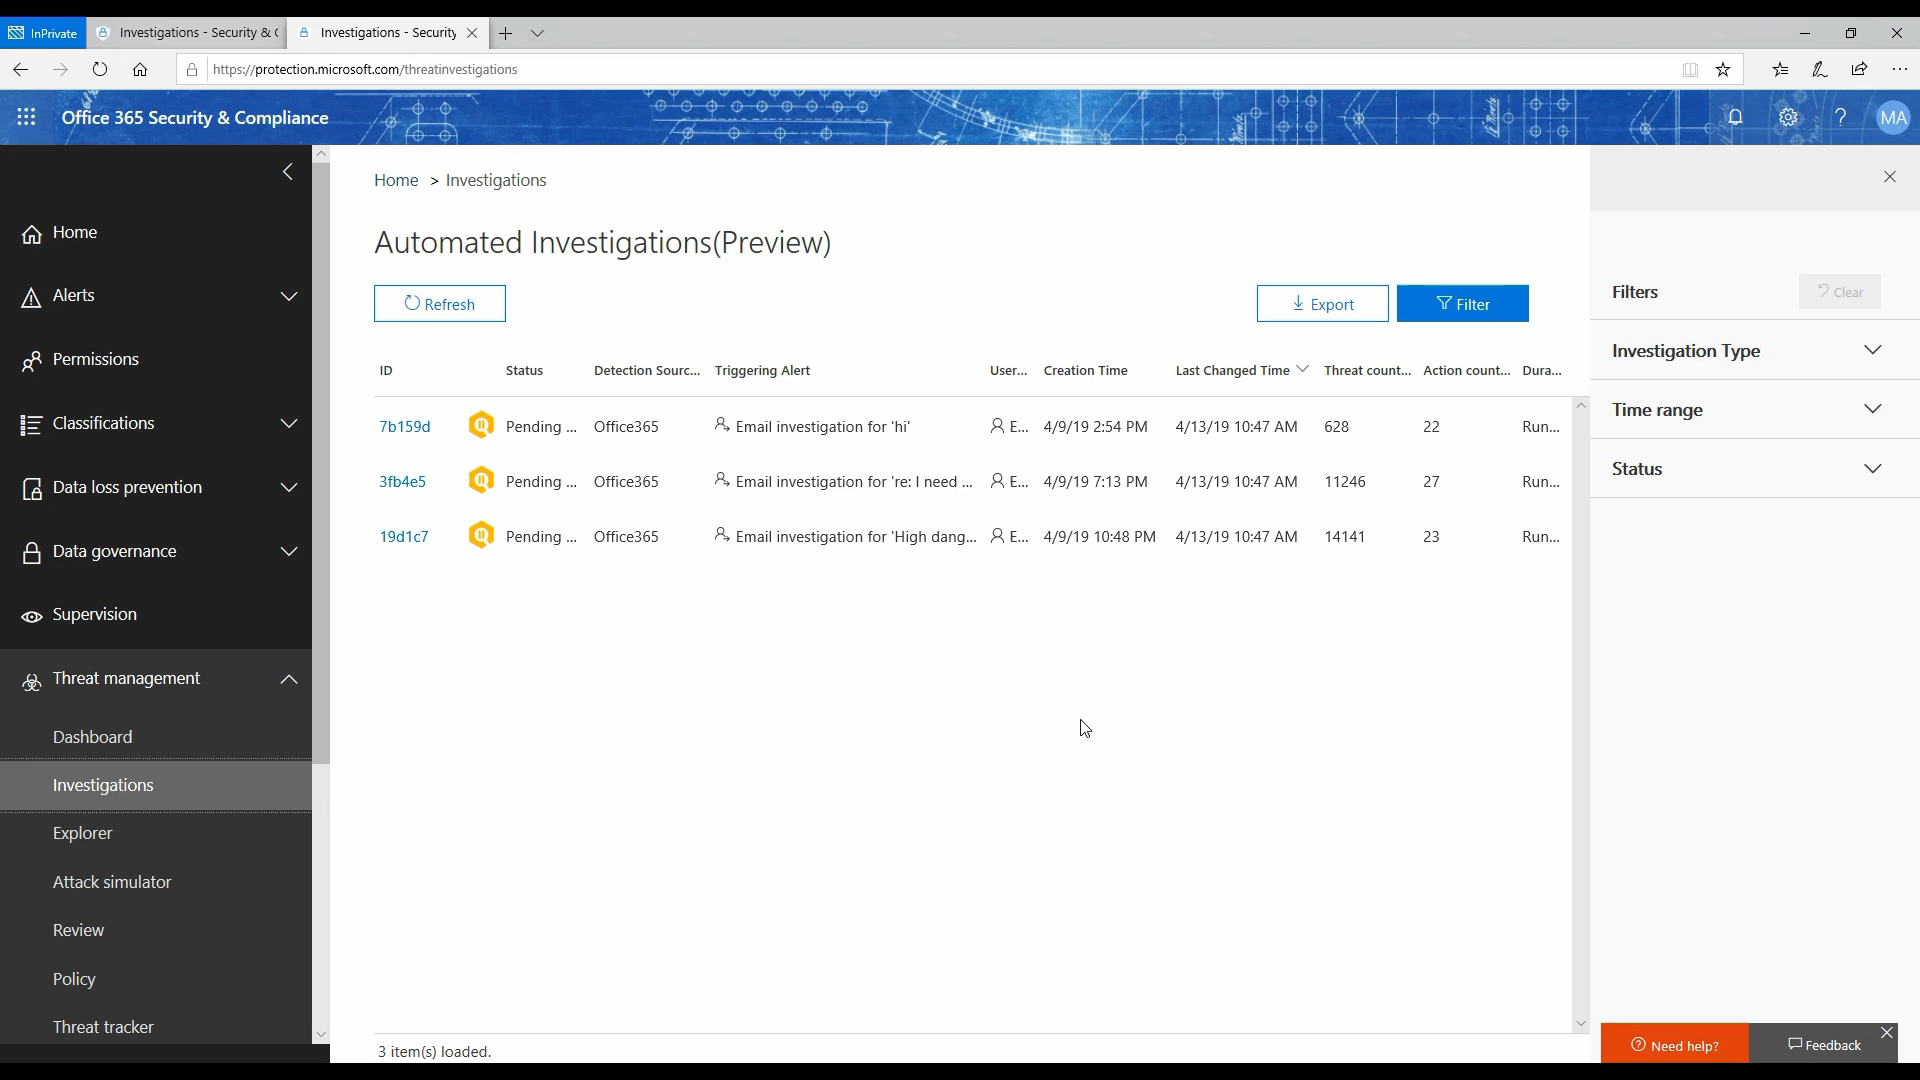 InPrivate
Investigations - Security & (
Investigations - Security
https://protection.microsoft.com/threatinvestigations
Office 365 Security & Compliance
MA
Home
Alerts
Permissions
Classifications
Data loss prevention
Data governance
Supervision
Threat management
Dashboard
Investigations
Explorer
Attack simulator
Review
Policy
Threat tracker
Home > Investigations
Automated Investigations(Preview)
Refresh
Export
Filter
ID Status Detection Sourc... Triggering Alert User... Creation Time Last Changed Time Threat count... Action count... Dura...
7b159d Pending ... Office365 Email investigation for 'hi' E... 4/9/19 2:54 PM 4/13/19 10:47 AM 628 22 Run...
3fb4e5 Pending ... Office365 Email investigation for 're: I need ... E... 4/9/19 7:13 PM 4/13/19 10:47 AM 11246 27 Run...
19d1c7 Pending ... Office365 Email investigation for 'High dang... E... 4/9/19 10:48 PM 4/13/19 10:47 AM 14141 23 Run...
3 item(s) loaded.
Filters
Clear
Investigation Type
Time range
Status
Need help?
Feedback